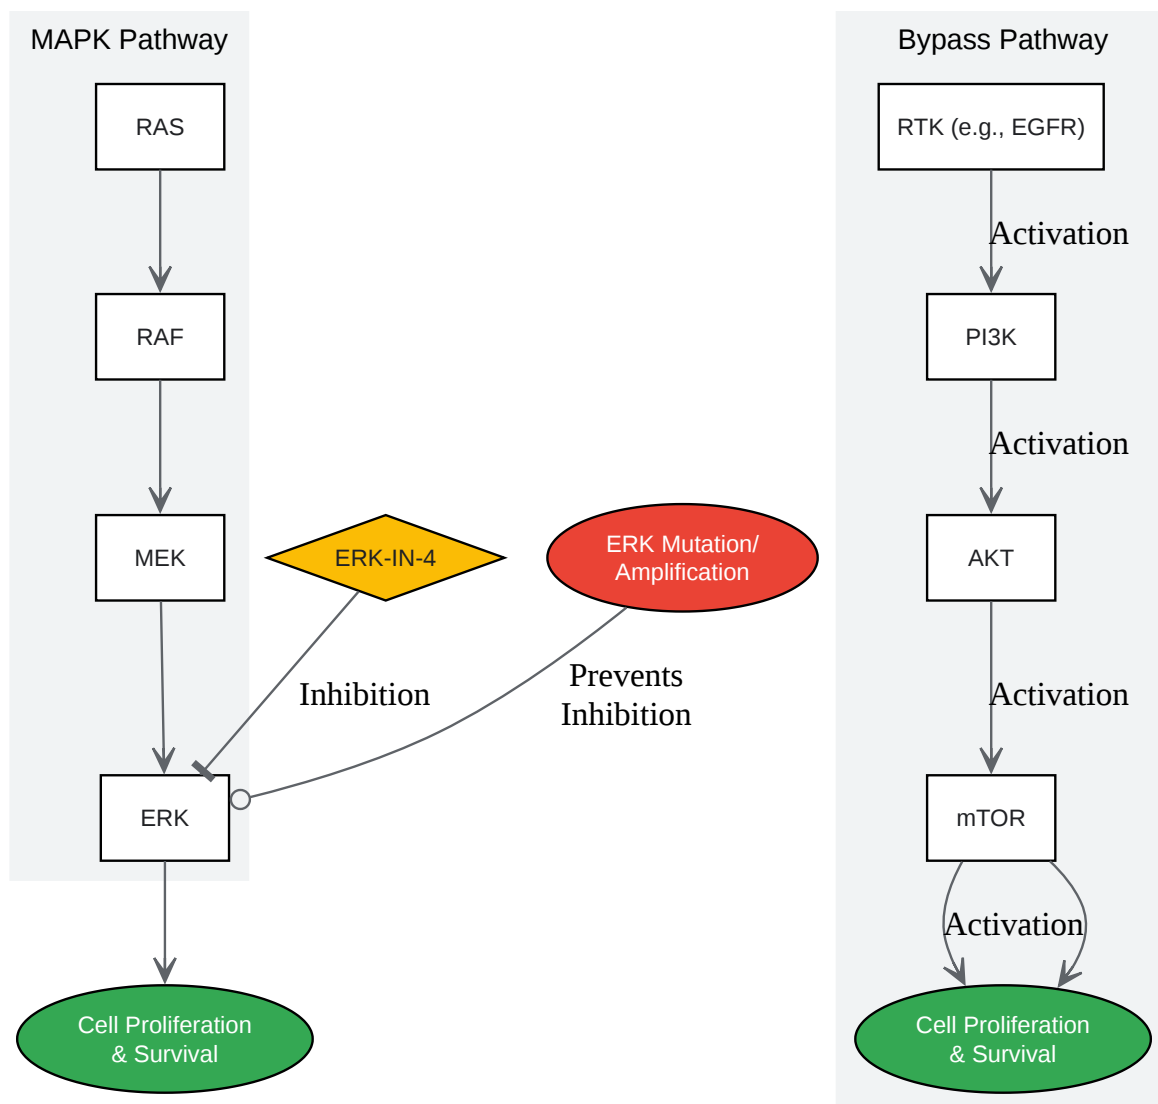 MAPK Pathway
RAS
RAF
MEK
ERK
Cell Proliferation
& Survival
ERK-IN-4
Inhibition
ERK Mutation/
Amplification
Prevents
Inhibition
Bypass Pathway
RTK (e.g., EGFR)
Activation
PI3K
Activation
AKT
Activation
mTOR
Activation
Cell Proliferation
& Survival